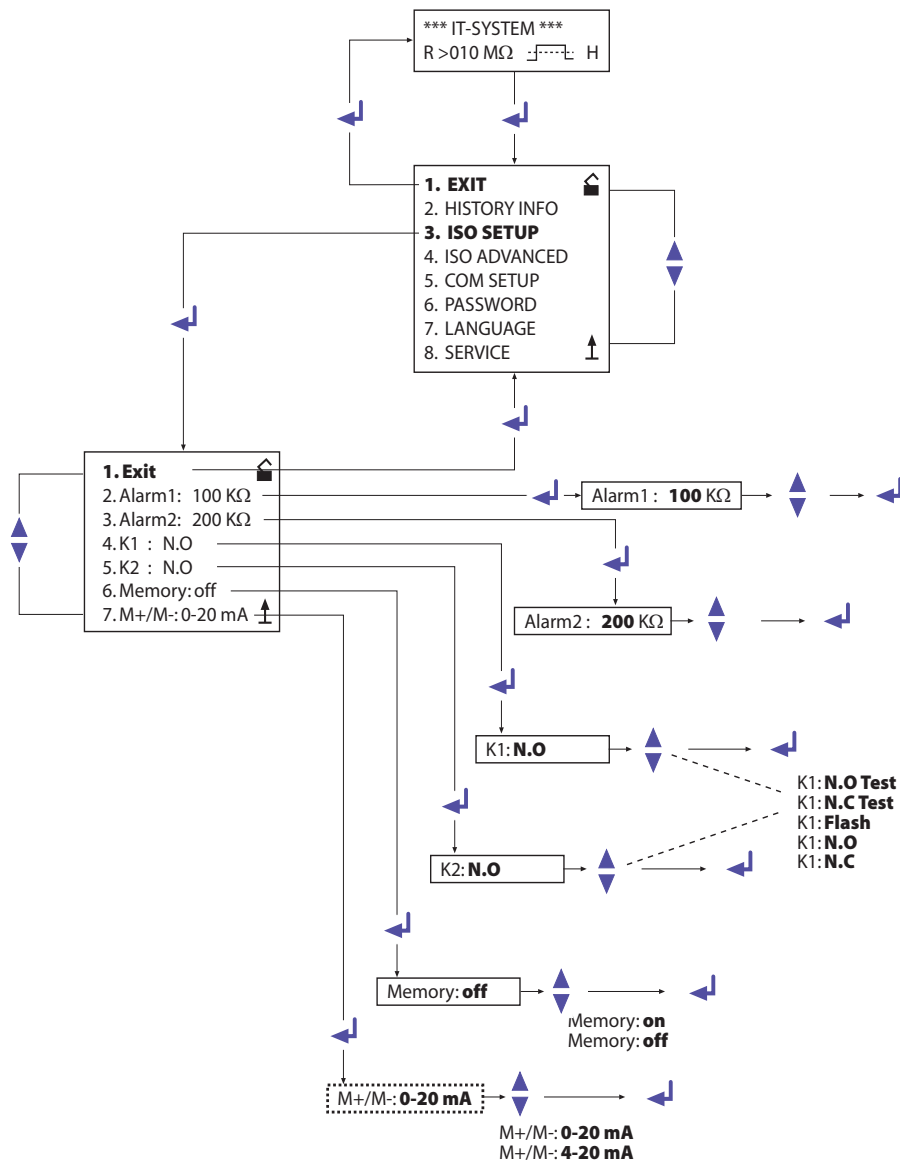 *** IT-SYSTEM ***
R >010 MΩ H
1. EXIT
2. HISTORY INFO
3. ISO SETUP
4. ISO ADVANCED
5. COM SETUP
6. PASSWORD
7. LANGUAGE
8. SERVICE
1. Exit
2. Alarm1: 100 KΩ
3. Alarm2: 200 KΩ
4. K1 : N.O
5. K2 : N.O
6. Memory: off
7. M+/M-: 0-20 mA
Alarm1 : 100 KΩ
Alarm2 : 200 KΩ
K1: N.O
K1: N.O Test
K1: N.C Test
K1: Flash
K1: N.O
K1: N.C
K2: N.O
Memory: off
Memory: on
Memory: off
M+/M-: 0-20 mA
M+/M-: 0-20 mA
M+/M-: 4-20 mA